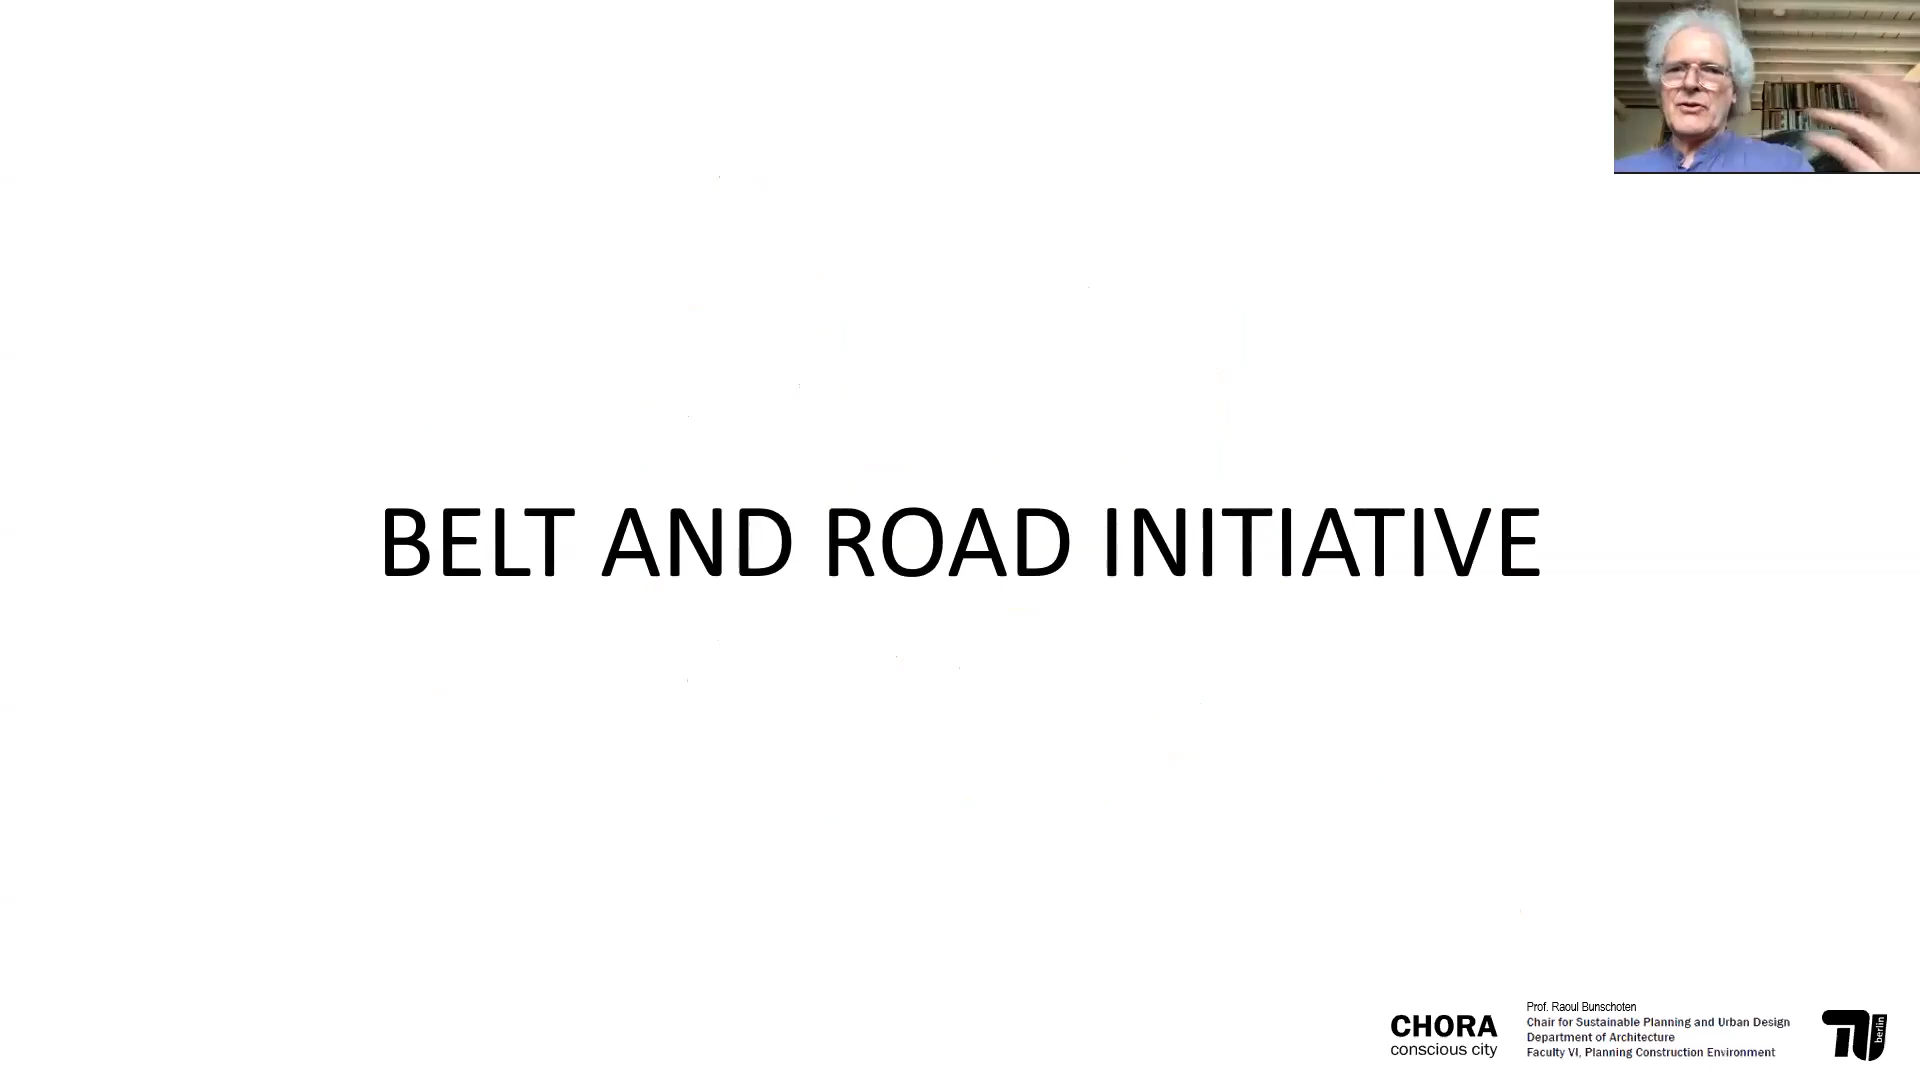 BELT AND ROAD INITIATIVE
CHORA
conscious city
Prof. Raoul Bunschoten
Chair for Sustainable Planning and Urban Design
Department of Architecture
Faculty VI, Planning Construction Environment
TU
berlin